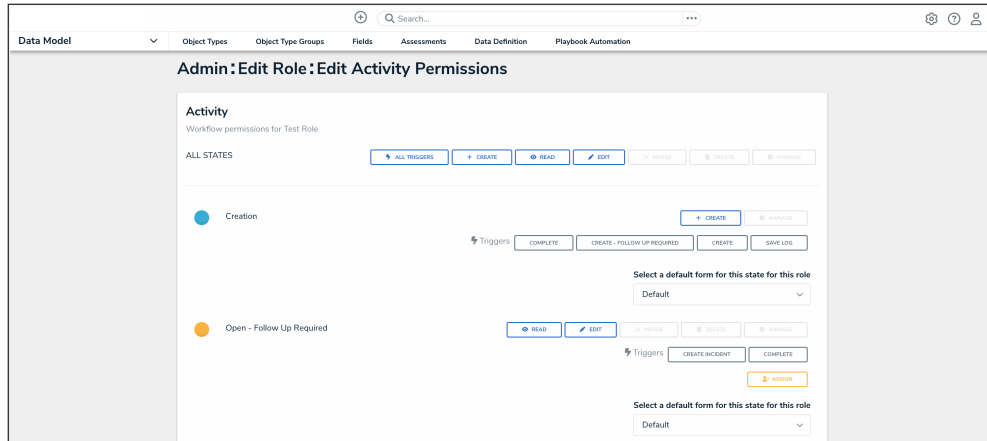 Search...
Data Model Object Types Object Type Groups Fields Assessments Data Definition Playbook Automation
Admin:Edit Role:Edit Activity Permissions
Activity
Workflow permissions for Test Role
ALL STATES ALL TRIGGERS + CREATE READ EDIT MERGE DELETE MANAGE
Creation + CREATE MANAGE
Triggers COMPLETE CREATE - FOLLOW UP REQUIRED CREATE SAVE LOG
Select a default form for this state for this role
Default
Open - Follow Up Required READ EDIT MERGE DELETE MANAGE
Triggers CREATE INCIDENT COMPLETE
ASSIGN
Select a default form for this state for this role
Default